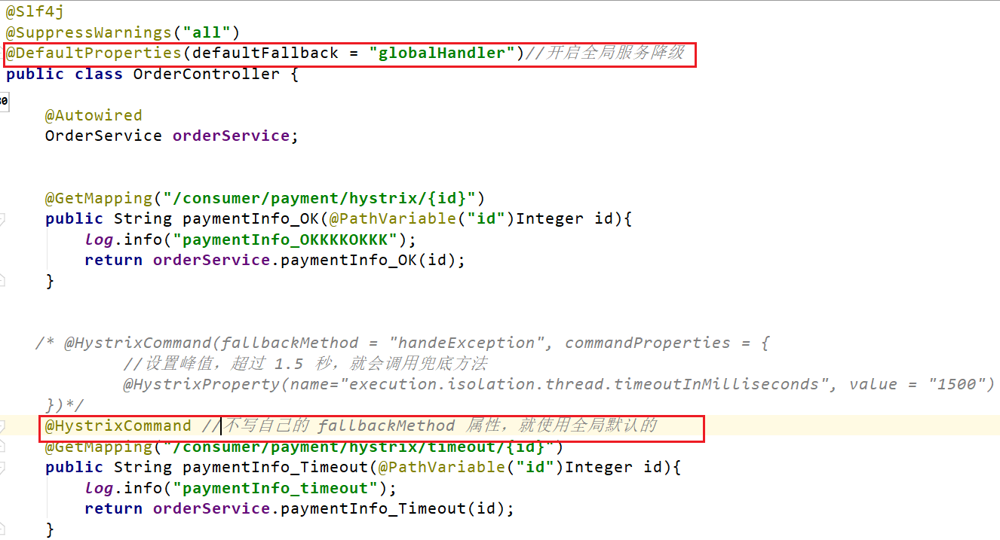 @Slf4j
@SuppressWarnings("all")
@DefaultProperties(defaultFallback = "globalHandler")//开启全局服务降级
public class OrderController {
@Autowired
OrderService orderService;
@GetMapping("/consumer/payment/hystrix/{id}")
public String paymentInfo_OK(@PathVariable("id")Integer id){
log.info("paymentInfo_OKKKKOKKK");
return orderService.paymentInfo_OK(id);
}
/* @HystrixCommand(fallbackMethod = "handeException", commandProperties = {
//设置峰值，超过 1.5 秒，就会调用兜底方法
@HystrixProperty(name="execution.isolation.thread.timeoutInMilliseconds", value = "1500")
})*/
@HystrixCommand //不写自己的 fallbackMethod 属性，就使用全局默认的
@GetMapping("/consumer/payment/hystrix/timeout/{id}")
public String paymentInfo_Timeout(@PathVariable("id")Integer id){
log.info("paymentInfo_timeout");
return orderService.paymentInfo_Timeout(id);
}